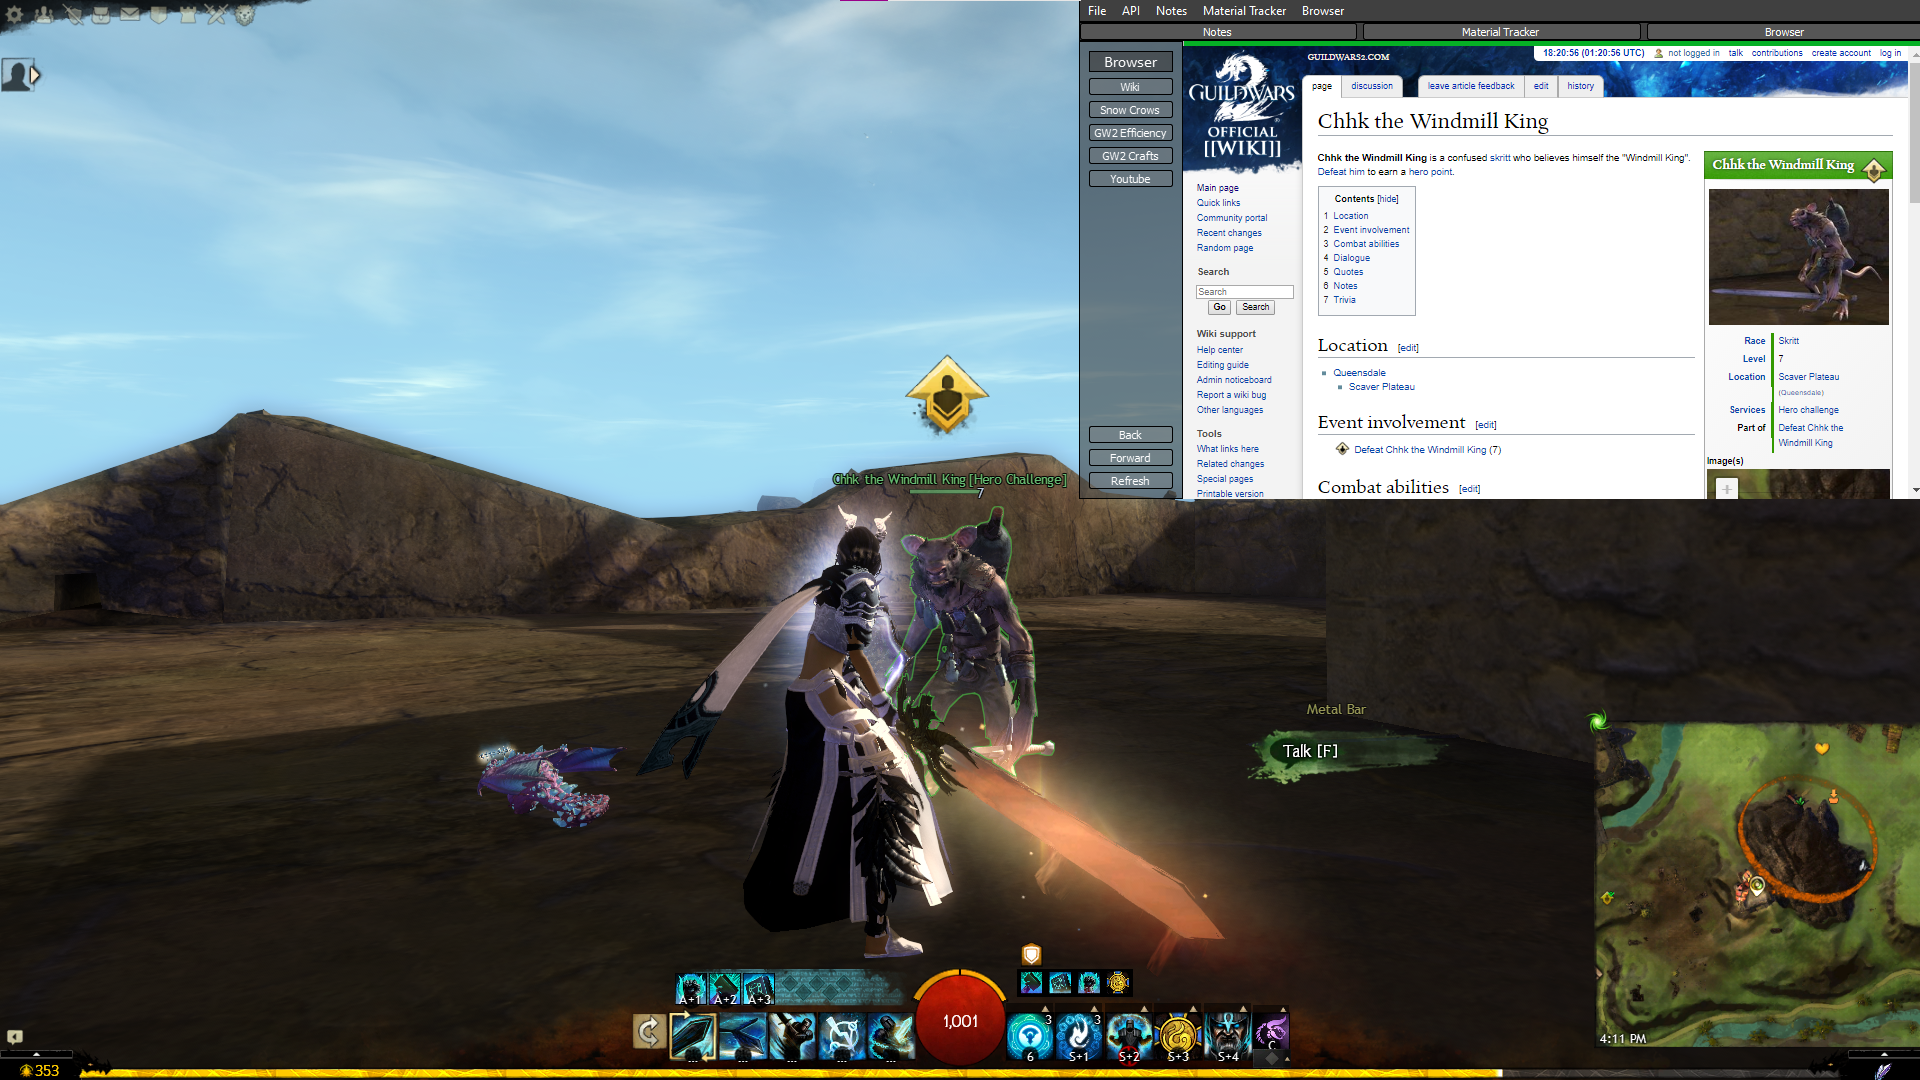 File API Notes Material Tracker Browser
Notes Material Tracker Browser
Browser
Wiki
Snow Crows
GW2 Efficiency
GW2 Crafts
Youtube
Back
Forward
Refresh
GUILD WARS
OFFICIAL
[[WIKI]]
GUILDWARS2.COM
18:20:56 (01:20:56 UTC) not logged in talk contributions create account log in
page discussion leave article feedback edit history
Main page
Quick links
Community portal
Recent changes
Random page
Search
Search
Go Search
Wiki support
Help center
Editing guide
Admin noticeboard
Report a wiki bug
Other languages
Tools
What links here
Related changes
Special pages
Printable version
Chhk the Windmill King
Chhk the Windmill King is a confused skritt who believes himself the "Windmill King".
Defeat him to earn a hero point.
Contents [hide]
1 Location
2 Event involvement
3 Combat abilities
4 Dialogue
5 Quotes
6 Notes
7 Trivia
Location [edit]
Queensdale
Scaver Plateau
Event involvement [edit]
Defeat Chhk the Windmill King (7)
Combat abilities [edit]
Chhk the Windmill King
Race Skritt
Level 7
Location Scaver Plateau
(Queensdale)
Services Hero challenge
Part of Defeat Chhk the
Windmill King
Image(s)
Chhk the Windmill King [Hero Challenge]
7
Metal Bar
Talk [F]
A+1 A+2 A+3
1,001
3 3
6 S+1 S+2 S+3 S+4 C
... ... ... ... ...
4:11 PM
353